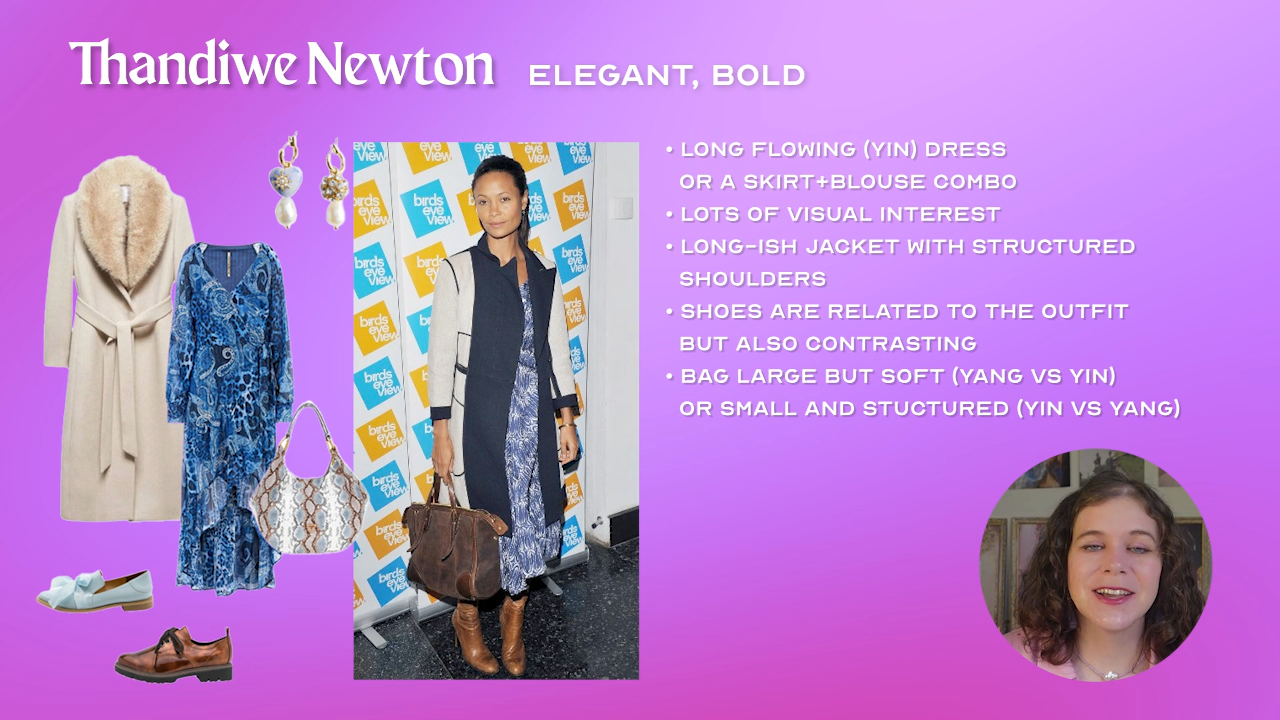 Thandiwe Newton ELEGANT, BOLD
• LONG FLOWING (YIN) DRESS
OR A SKIRT+BLOUSE COMBO
• LOTS OF VISUAL INTEREST
• LONG-ISH JACKET WITH STRUCTURED
SHOULDERS
• SHOES ARE RELATED TO THE OUTFIT
BUT ALSO CONTRASTING
• BAG LARGE BUT SOFT (YANG VS YIN)
OR SMALL AND STUCTURED (YIN VS YANG)
birds
eye
View